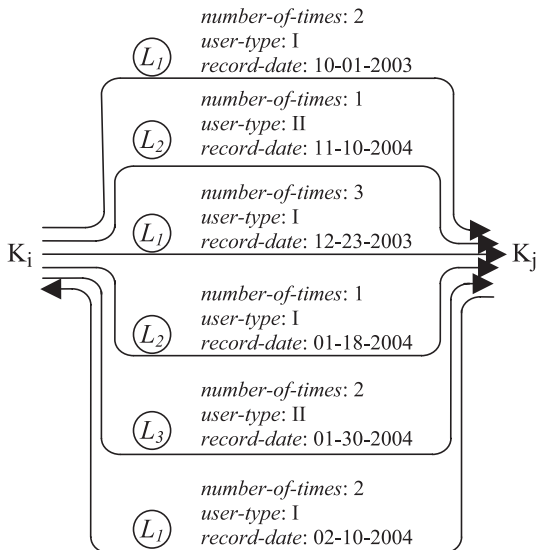 number-of-times: 2
user-type: I
L1 record-date: 10-01-2003
number-of-times: 1
user-type: II
L2 record-date: 11-10-2004
number-of-times: 3
user-type: I
L1 record-date: 12-23-2003
Ki Kj
number-of-times: 1
user-type: I
L2 record-date: 01-18-2004
number-of-times: 2
user-type: II
L3 record-date: 01-30-2004
number-of-times: 2
user-type: I
L1 record-date: 02-10-2004